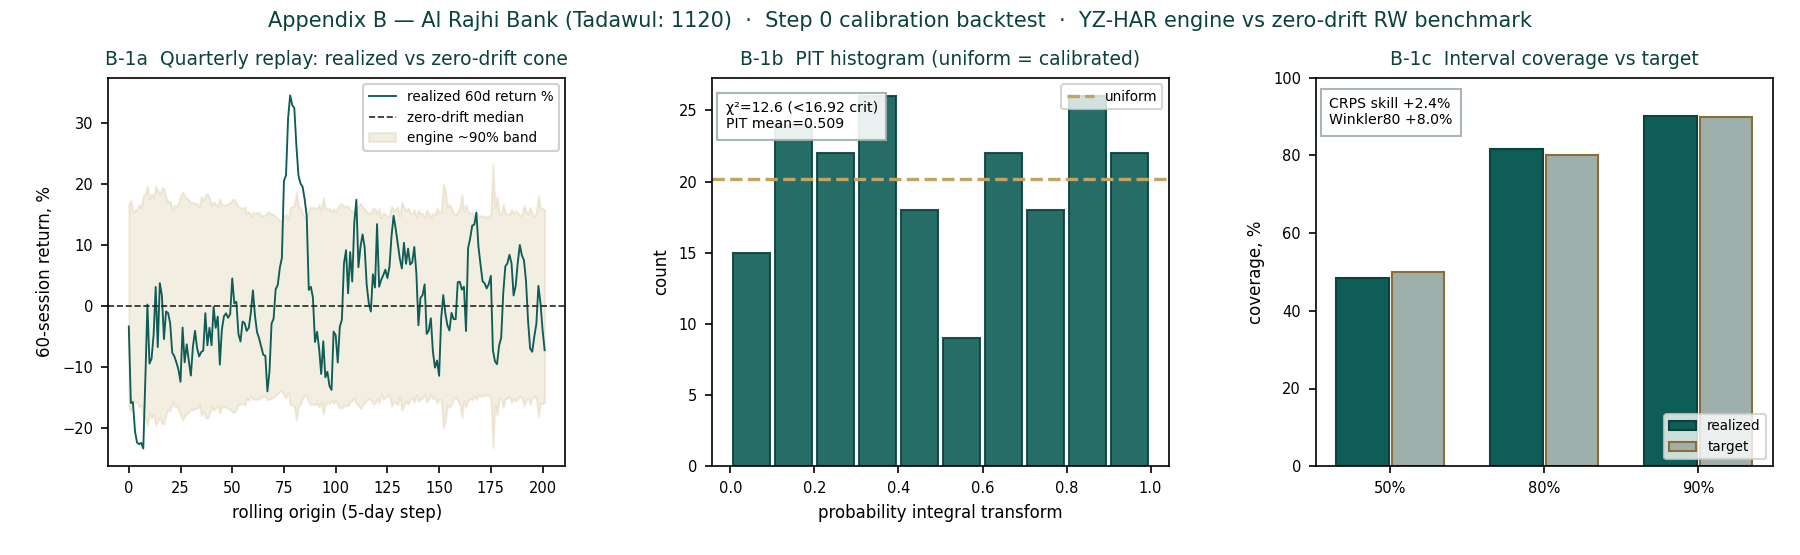 Appendix B — Al Rajhi Bank (Tadawul: 1120)  ·  Step 0 calibration backtest  ·  YZ-HAR engine vs zero-drift RW benchmark
B-1a  Quarterly replay: realized vs zero-drift cone
realized 60d return %
zero-drift median
engine ~90% band
60-session return, %
30
20
10
0
−10
−20
0
25
50
75
100
125
150
175
200
rolling origin (5-day step)
B-1b  PIT histogram (uniform = calibrated)
χ²=12.6 (<16.92 crit)
PIT mean=0.509
uniform
count
25
20
15
10
5
0
0.0
0.2
0.4
0.6
0.8
1.0
probability integral transform
B-1c  Interval coverage vs target
CRPS skill +2.4%
Winkler80 +8.0%
coverage, %
100
80
60
40
20
0
50%
80%
90%
realized
target